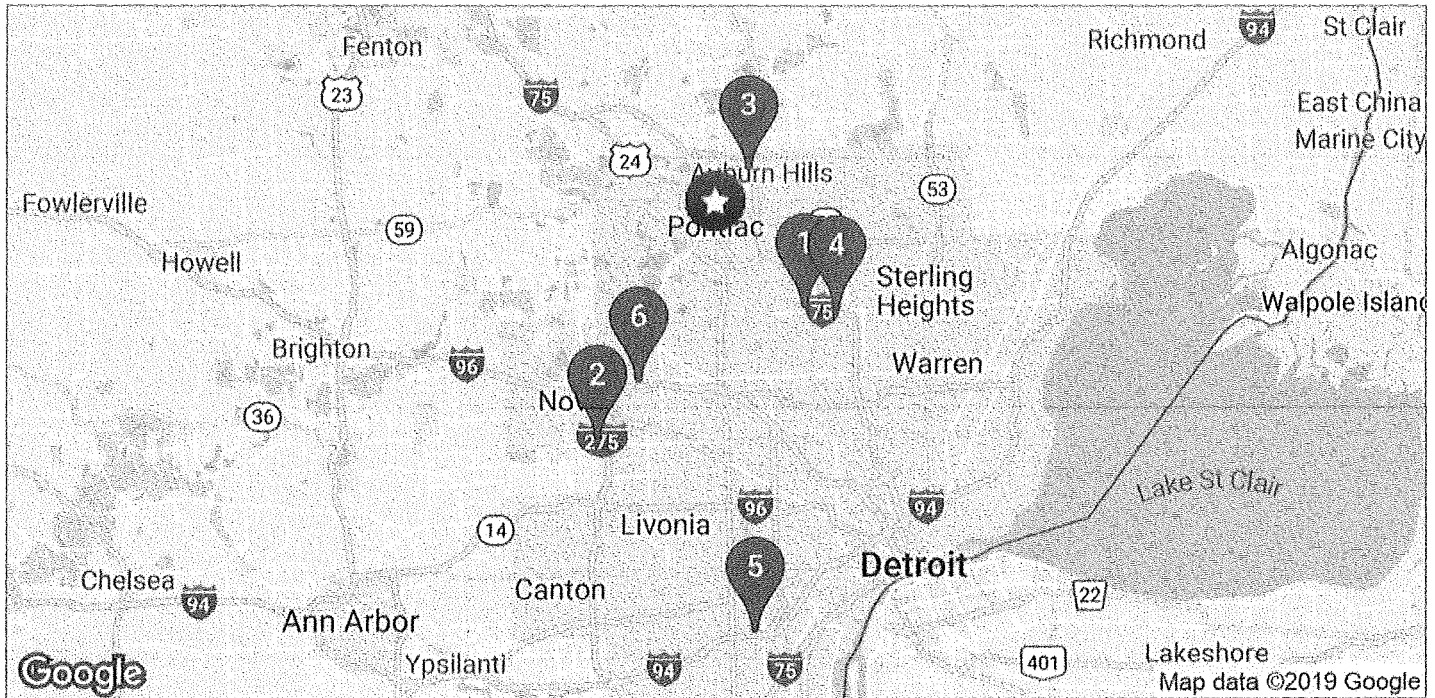 Fenton
Richmond
94
St Clair
23
75
3
East China
Marine City
24
Auburn Hills
53
Fowlerville
59
Pontiac
1
4
Algonac
Howell
Sterling
Heights
75
Walpole Island
6
Brighton
96
Warren
2
Novi
36
275
Lake St Clair
96
94
14
Livonia
Detroit
5
Chelsea
94
Canton
22
Ann Arbor
Ypsilanti
94
75
401
Lakeshore
Google
Map data ©2019 Google